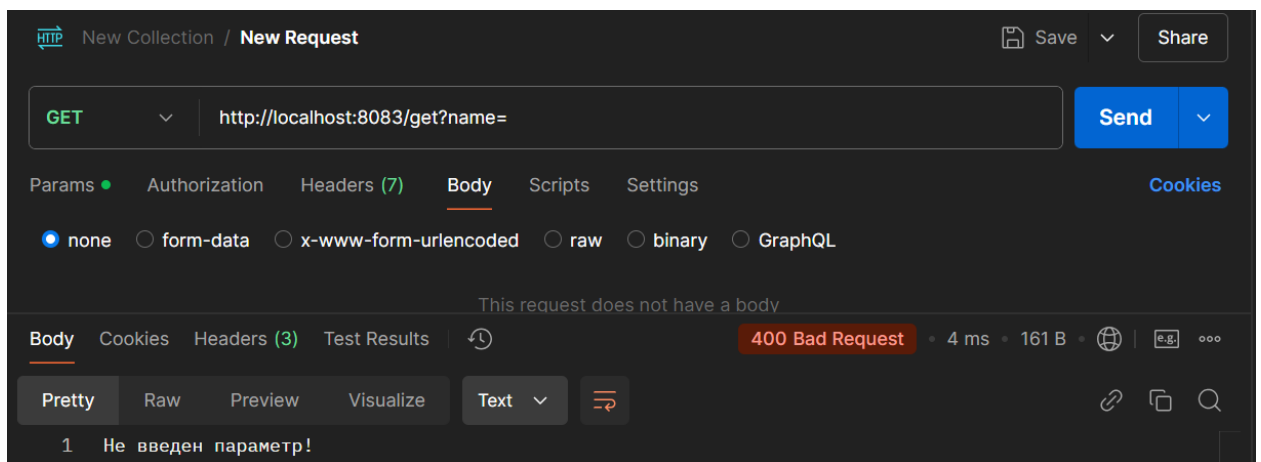 HTTP New Collection / New Request Save Share
GET http://localhost:8083/get?name= Send
Params Authorization Headers (7) Body Scripts Settings Cookies
none form-data x-www-form-urlencoded raw binary GraphQL
This request does not have a body
Body Cookies Headers (3) Test Results 400 Bad Request • 4 ms • 161 B • e.g.
Pretty Raw Preview Visualize Text
1 Не введен параметр!